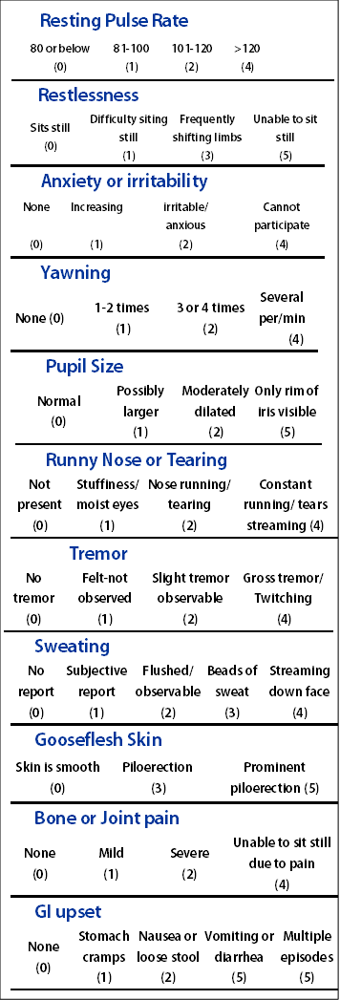 Resting Pulse Rate
80 or below 81-100 101-120 >120
(0) (1) (2) (4)
Restlessness
Sits still Difficulty siting still Frequently shifting limbs Unable to sit still
(0) (1) (3) (5)
Anxiety or irritability
None Increasing irritable/ anxious Cannot participate
(0) (1) (2) (4)
Yawning
None (0) 1-2 times 3 or 4 times Several per/min
(1) (2) (4)
Pupil Size
Normal Possibly larger Moderately dilated Only rim of iris visible
(0) (1) (2) (5)
Runny Nose or Tearing
Not Stuffiness/ Nose running/ Constant
present moist eyes tearing running/ tears
(0) (1) (2) streaming (4)
Tremor
No Felt-not Slight tremor Gross tremor/
tremor observed observable Twitching
(0) (1) (2) (4)
Sweating
No Subjective Flushed/ Beads of Streaming
report report observable sweat down face
(0) (1) (2) (3) (4)
Gooseflesh Skin
Skin is smooth Piloerection Prominent
(0) (3) piloerection (5)
Bone or Joint pain
None Mild Severe Unable to sit still due to pain
(0) (1) (2) (4)
GI upset
None Stomach cramps Nausea or loose stool Vomiting or diarrhea Multiple episodes
(0) (1) (2) (5) (5)